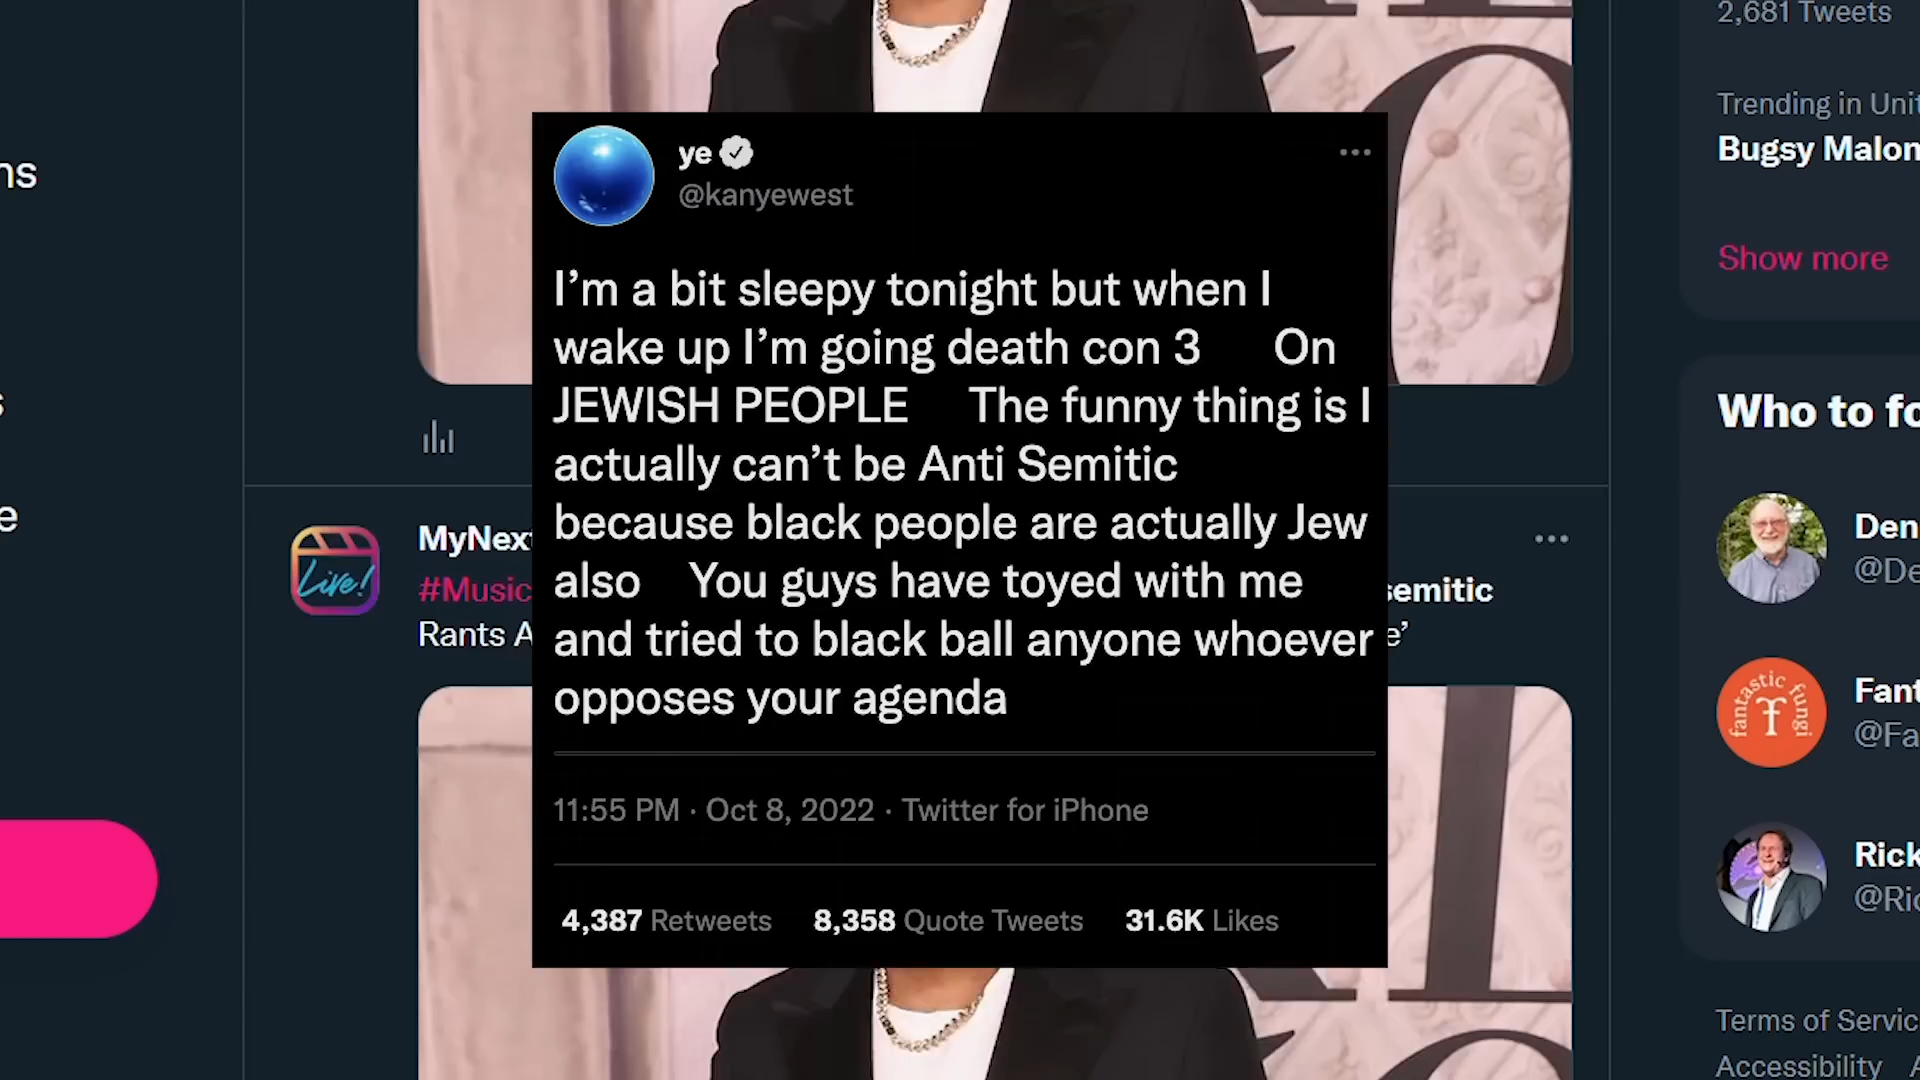 2,681 Tweets
Trending in Unit
Bugsy Malon
Show more
ns
ye
@kanyewest
I’m a bit sleepy tonight but when I
wake up I’m going death con 3 On
JEWISH PEOPLE The funny thing is I
actually can’t be Anti Semitic
because black people are actually Jew
also You guys have toyed with me
and tried to black ball anyone whoever
opposes your agenda
11:55 PM · Oct 8, 2022 · Twitter for iPhone
4,387 Retweets 8,358 Quote Tweets 31.6K Likes
s
e
Live!
MyNext
#Music
semitic
Rants A
e’
Who to fo
Den
@De
fantastic fungi
Fant
@Fa
Rick
@Ric
Terms of Servic
Accessibility A